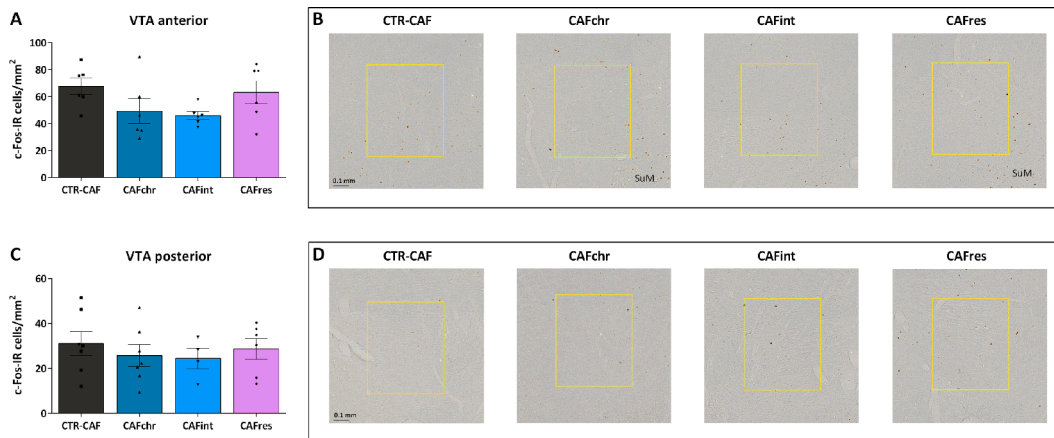 A
VTA anterior
c-Fos-IR cells/mm²
100
80
60
40
20
0
CTR-CAF CAFchr CAFint CAFres
B
CTR-CAF CAFchr CAFint CAFres
0.1 mm
SuM
SuM
C
VTA posterior
c-Fos-IR cells/mm²
60
40
20
0
CTR-CAF CAFchr CAFint CAFres
D
CTR-CAF CAFchr CAFint CAFres
0.1 mm